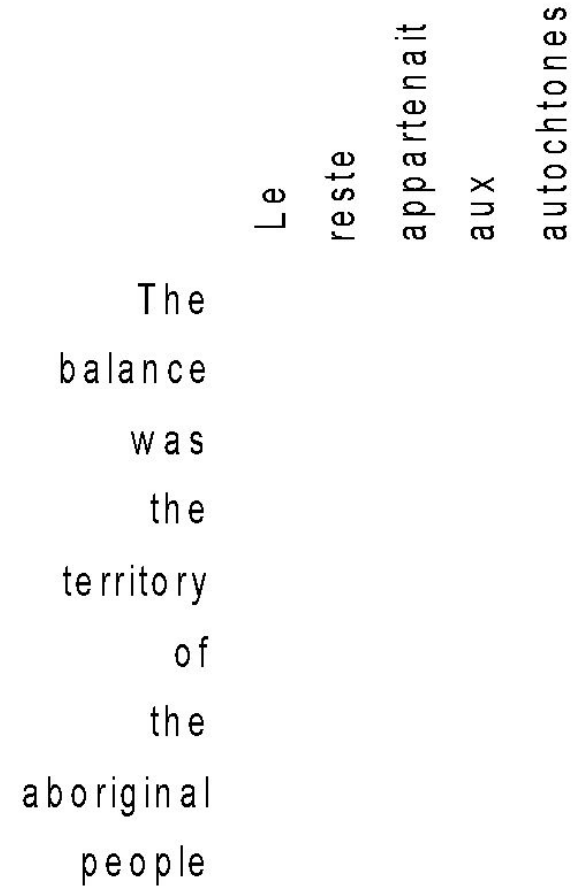 Le
reste
appartenait
aux
autochtones
The
balance
was
the
territory
of
the
aboriginal
people